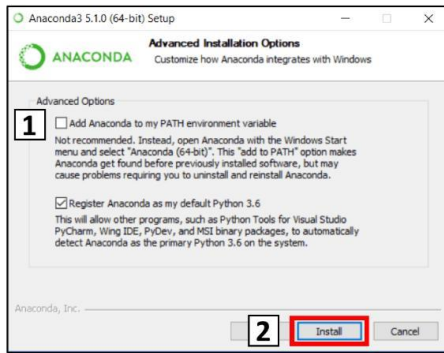 Anaconda3 5.1.0 (64-bit) Setup
ANACONDA
Advanced Installation Options
Customize how Anaconda integrates with Windows
Advanced Options
1
Add Anaconda to my PATH environment variable
Not recommended. Instead, open Anaconda with the Windows Start
menu and select "Anaconda (64-bit)". This "add to PATH" option makes
Anaconda get found before previously installed software, but may
cause problems requiring you to uninstall and reinstall Anaconda.
Register Anaconda as my default Python 3.6
This will allow other programs, such as Python Tools for Visual Studio
PyCharm, Wing IDE, PyDev, and MSI binary packages, to automatically
detect Anaconda as the primary Python 3.6 on the system.
Anaconda, Inc.
2
Install
Cancel